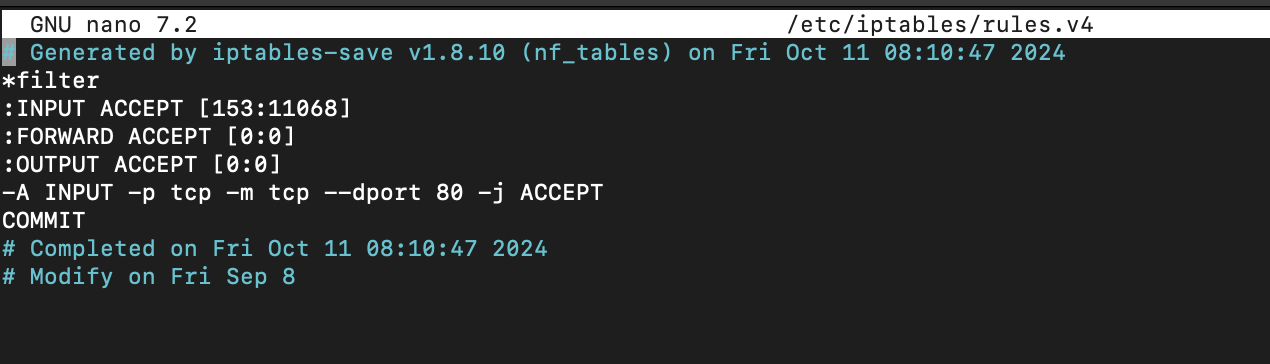 GNU nano 7.2 /etc/iptables/rules.v4
# Generated by iptables-save v1.8.10 (nf_tables) on Fri Oct 11 08:10:47 2024
*filter
:INPUT ACCEPT [153:11068]
:FORWARD ACCEPT [0:0]
:OUTPUT ACCEPT [0:0]
-A INPUT -p tcp -m tcp --dport 80 -j ACCEPT
COMMIT
# Completed on Fri Oct 11 08:10:47 2024
# Modify on Fri Sep 8